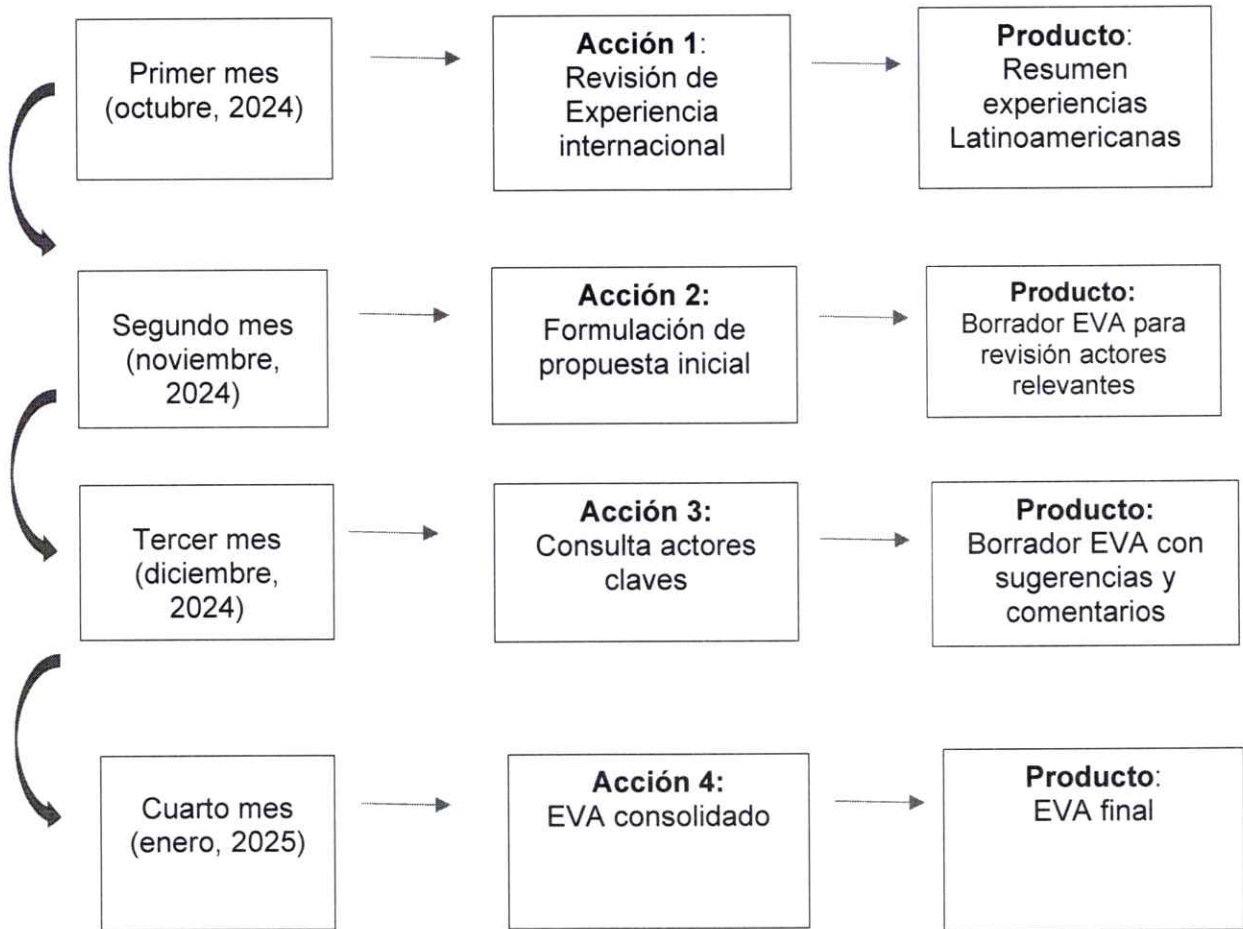 Primer mes
(octubre, 2024)
Acción 1:
Revisión de
Experiencia
internacional
Producto:
Resumen
experiencias
Latinoamericanas
Segundo mes
(noviembre,
2024)
Acción 2:
Formulación de
propuesta inicial
Producto:
Borrador EVA para
revisión actores
relevantes
Tercer mes
(diciembre,
2024)
Acción 3:
Consulta actores
claves
Producto:
Borrador EVA con
sugerencias y
comentarios
Cuarto mes
(enero, 2025)
Acción 4:
EVA consolidado
Producto:
EVA final